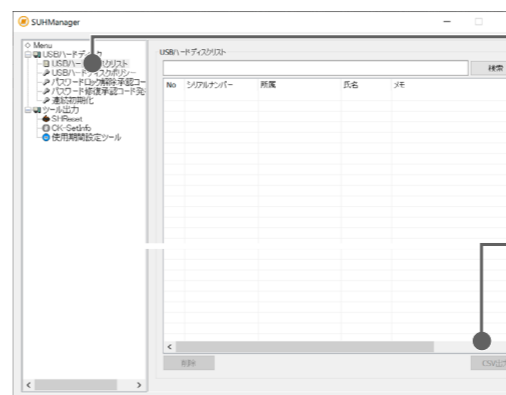 SUHManager
Menu
USBハードディスク
USBハードディスクリスト
USBハードディスクポリシー
パスワードロック解除承認コー
パスワード修復承認コード発
連続初期化
ツール出力
SHReset
CK-SetInfo
使用期間設定ツール
USBハードディスクリスト
検索
No シリアルナンバー 所属 氏名 メモ
削除
CSV出力